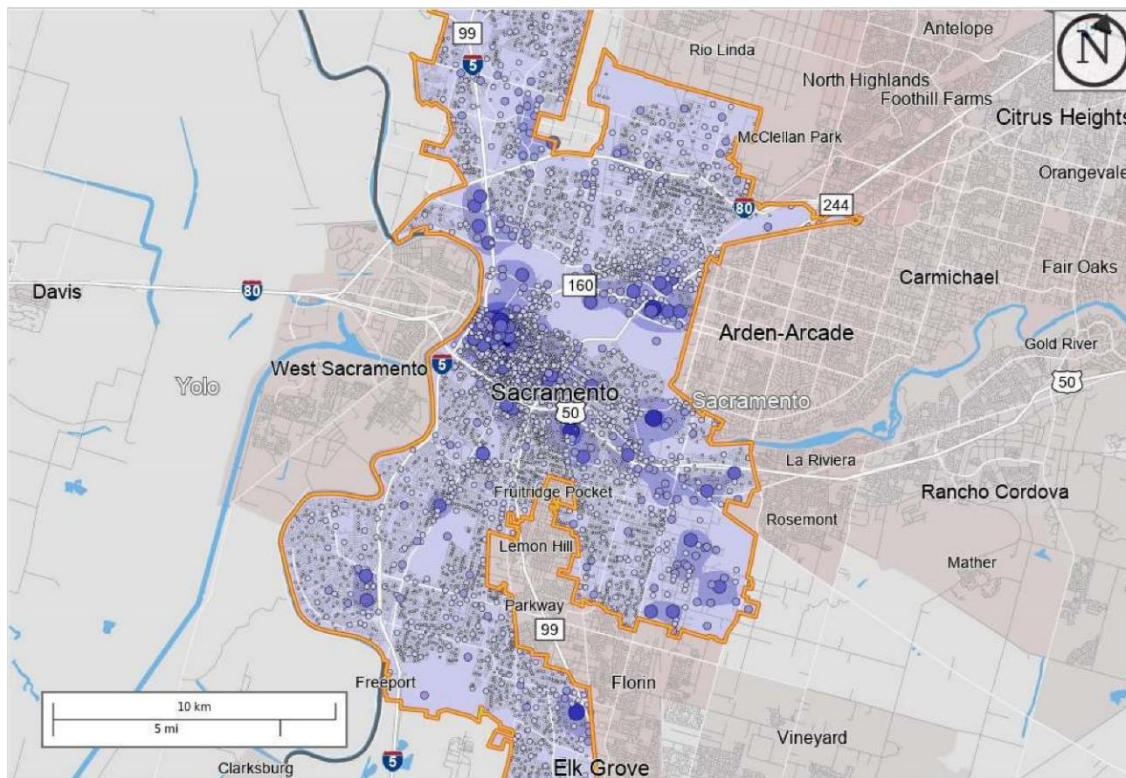 Antelope
99
Rio Linda
N
5
North Highlands
Foothill Farms
Citrus Heights
McClellan Park
Orangevale
80
244
Fair Oaks
Carmichael
160
Davis
80
Arden-Arcade
Gold River
5
West Sacramento
50
Yolo
Sacramento
Sacramento
50
La Riviera
Fruitridge Pocket
Rancho Cordova
Rosemont
Lemon Hill
Mather
Parkway
99
Freeport
Florin
10 km
5 mi
Vineyard
5
Clarksburg
Elk Grove